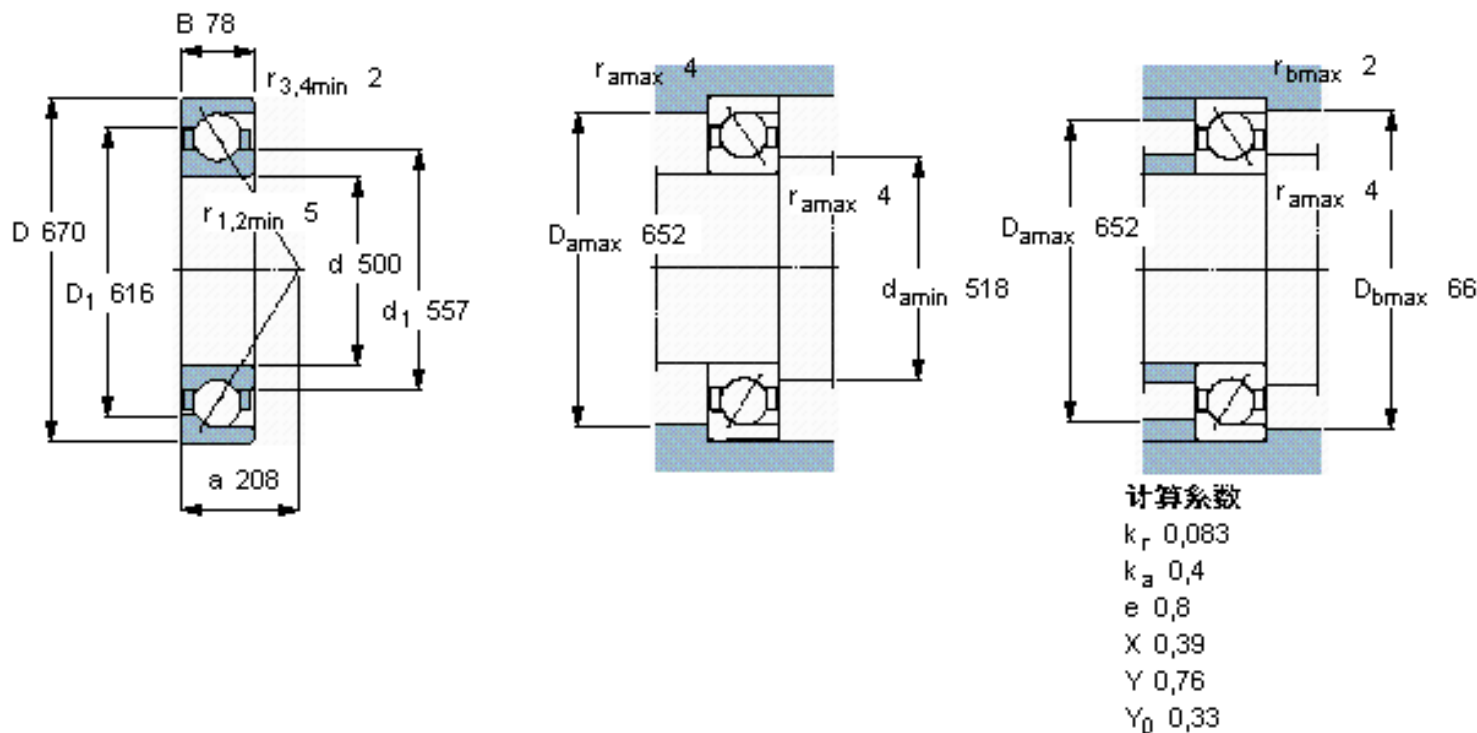 B 78
r3,4min 2
D 670
D1 616
r1,2min 5
d 500
d1 557
a 208
ramax 4
ramax 4
Damax 652
damin 518
rbmax 2
ramax 4
Damax 652
Dbmax 66
计算系数
kr 0,083
ka 0,4
e 0,8
X 0,39
Y 0,76
Y0 0,33